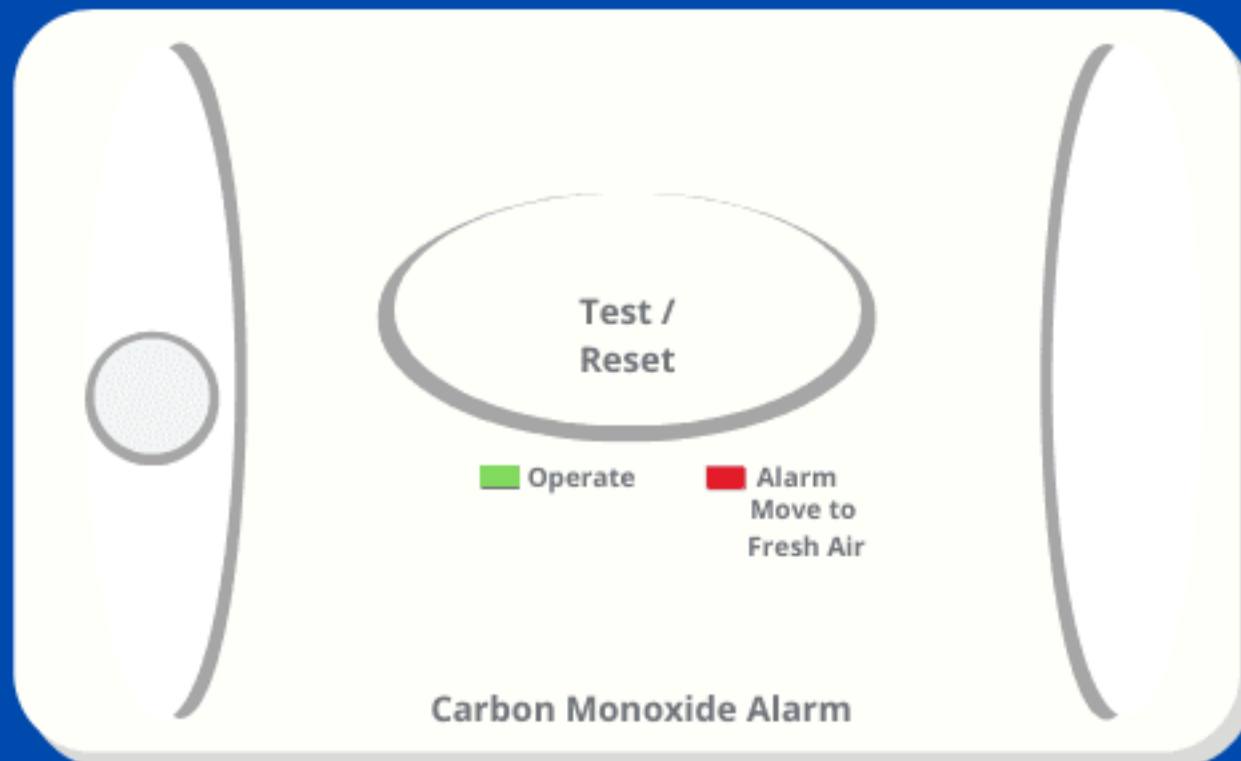 Test /
Reset
Operate
Alarm
Move to
Fresh Air
Carbon Monoxide Alarm